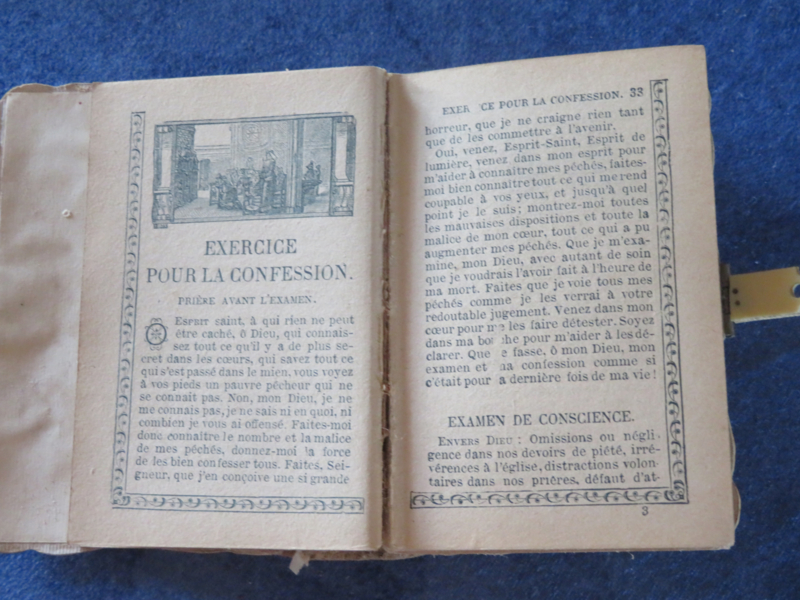 EXERCICE
POUR LA CONFESSION.
PRIÈRE AVANT L'EXAMEN.
O ESPRIT saint, à qui rien ne peut
être caché, ô Dieu, qui connais-
sez tout ce qu'il y a de plus se-
cret dans les cœurs, qui savez tout ce
qui s'est passé dans le mien, vous voyez
à vos pieds un pauvre pécheur qui ne
se connaît pas. Non, mon Dieu, je ne
me connais pas, je ne sais ni en quoi, ni
combien je vous ai offensé. Faites-moi
donc connaître le nombre et la malice
de mes péchés, donnez-moi la force
de les bien confesser tous. Faites, Sei-
gneur, que j'en conçoive une si grande
EXER CE POUR LA CONFESSION. 33
horreur, que je ne craigne rien tant
que de les commettre à l'avenir.
Oui, venez, Esprit-Saint, Esprit de
lumière, venez dans mon esprit pour
m'aider à connaître mes péchés, faites-
moi bien connaître tout ce qui me rend
coupable à vos yeux, et jusqu'à quel
point je le suis; montrez-moi toutes
les mauvaises dispositions et toute la
malice de mon cœur, tout ce qui a pu
augmenter mes péchés. Que je m'exa-
mine, mon Dieu, avec autant de soin
que je voudrais l'avoir fait à l'heure de
ma mort. Faites que je voie tous mes
péchés comme je les verrai à votre
redoutable jugement. Venez dans mon
cœur pour m e les faire détester. Soyez
dans ma bo he pour m'aider à les dé-
clarer. Que e fasse, ô mon Dieu, mon
examen et a confession comme si
c'était pour a dernière fois de ma vie!
EXAMEN DE CONSCIENCE.
ENVERS DIEU : Omissions ou négli-
gence dans nos devoirs de piété, irré-
vérences à l'église, distractions volon-
taires dans nos prières, défaut d'at-
3